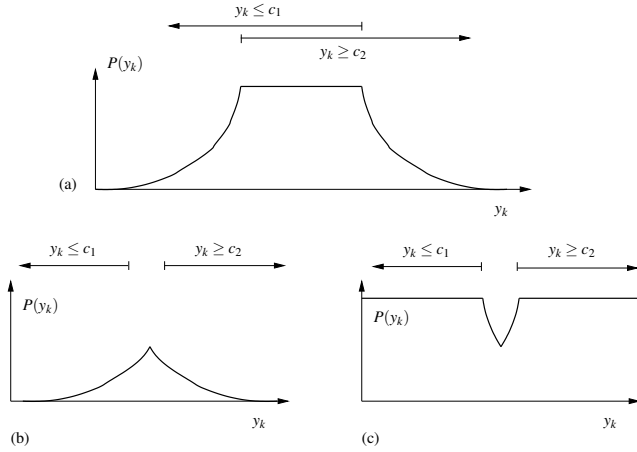 y_k ≤ c_1
y_k ≥ c_2
P(y_k)
(a)
y_k
y_k ≤ c_1
y_k ≥ c_2
P(y_k)
y_k
(b)
y_k ≤ c_1
y_k ≥ c_2
P(y_k)
y_k
(c)